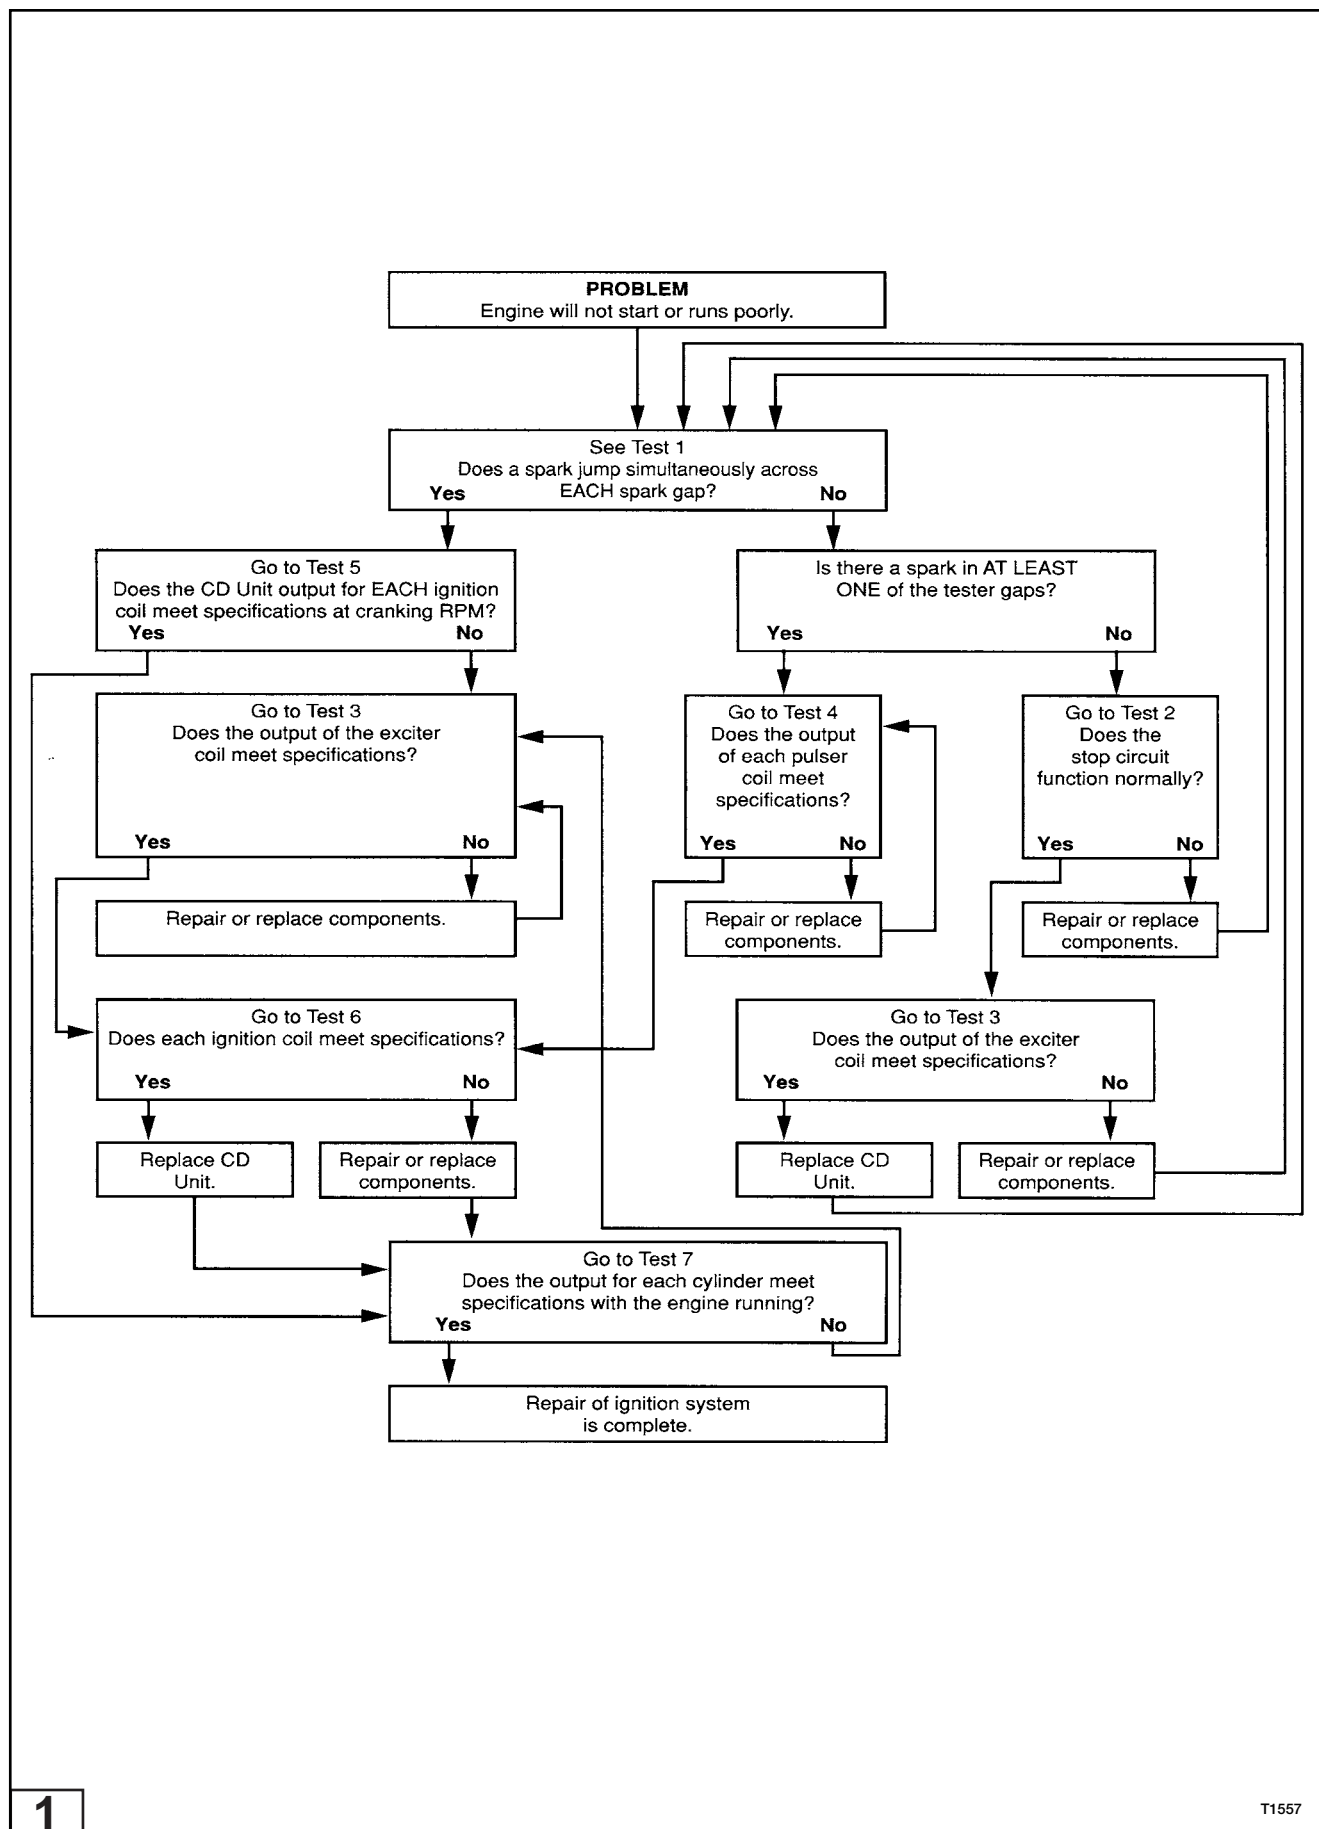 PROBLEM
Engine will not start or runs poorly.
See Test 1
Does a spark jump simultaneously across
EACH spark gap?
Yes
No
Go to Test 5
Does the CD Unit output for EACH ignition
coil meet specifications at cranking RPM?
Yes
No
Is there a spark in AT LEAST
ONE of the tester gaps?
Yes
No
Go to Test 3
Does the output of the exciter
coil meet specifications?
Yes
No
Go to Test 4
Does the output
of each pulser
coil meet
specifications?
Yes
No
Go to Test 2
Does the
stop circuit
function normally?
Yes
No
Repair or replace components.
Repair or replace
components.
Repair or replace
components.
Go to Test 6
Does each ignition coil meet specifications?
Yes
No
Go to Test 3
Does the output of the exciter
coil meet specifications?
Yes
No
Replace CD
Unit.
Repair or replace
components.
Replace CD
Unit.
Repair or replace
components.
Go to Test 7
Does the output for each cylinder meet
specifications with the engine running?
Yes
No
Repair of ignition system
is complete.
1
T1557